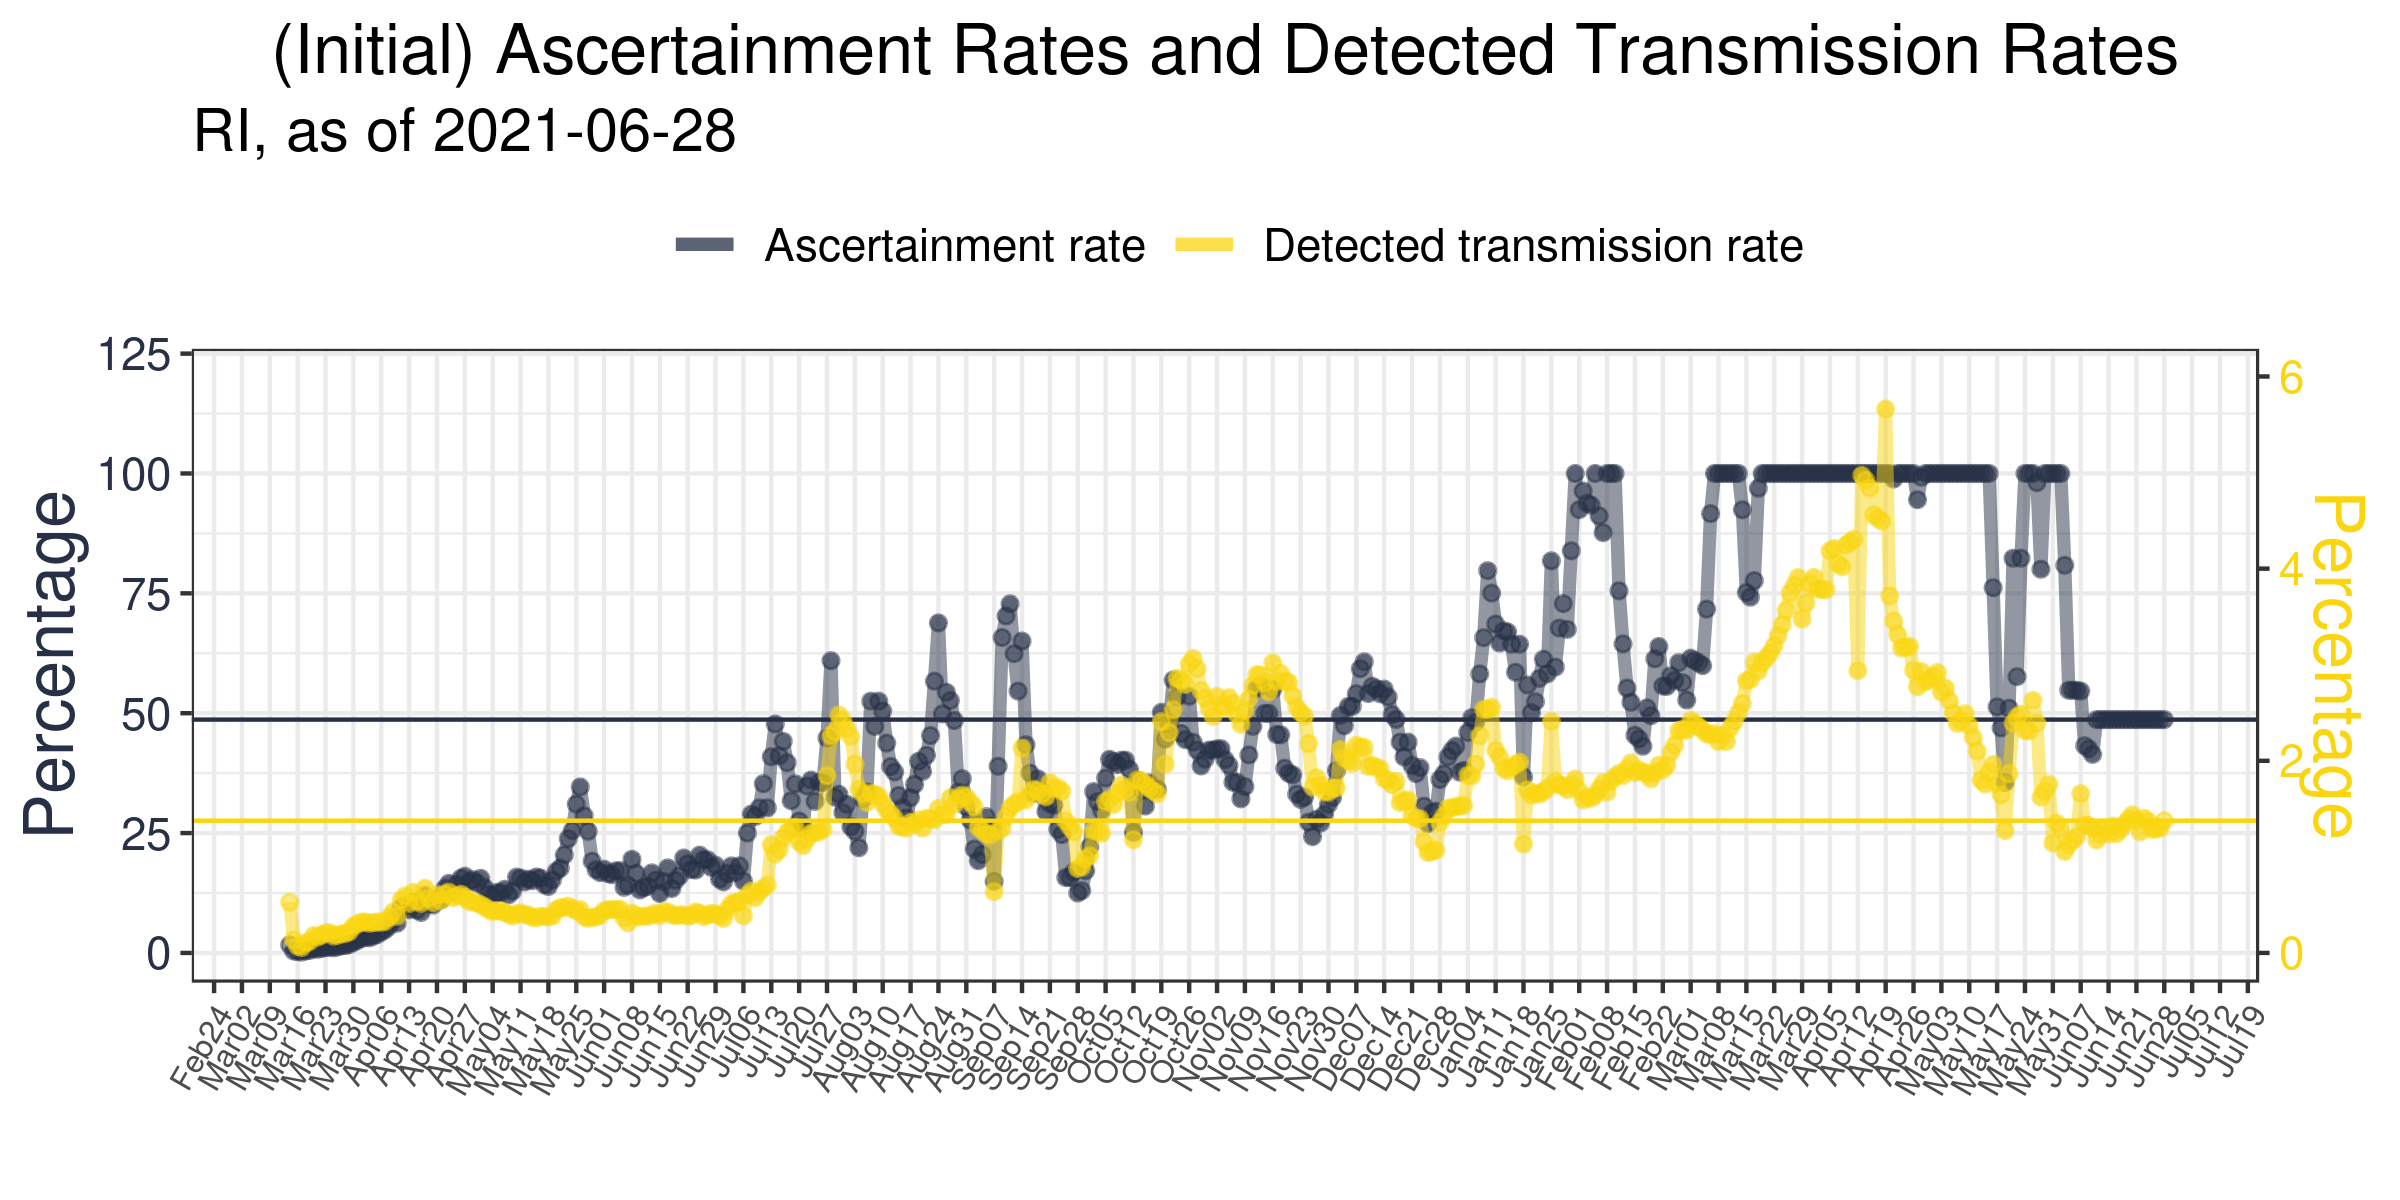 (Initial) Ascertainment Rates and Detected Transmission Rates
RI, as of 2021-06-28
Ascertainment rate
Detected transmission rate
125
100
75
50
25
0
Percentage
6
4
2
0
Percentage
Feb24
Mar02
Mar09
Mar16
Mar23
Mar30
Apr06
Apr13
Apr20
Apr27
May04
May11
May18
May25
Jun01
Jun08
Jun15
Jun22
Jun29
Jul06
Jul13
Jul20
Jul27
Aug03
Aug10
Aug17
Aug24
Aug31
Sep07
Sep14
Sep21
Sep28
Oct05
Oct12
Oct19
Oct26
Nov02
Nov09
Nov16
Nov23
Nov30
Dec07
Dec14
Dec21
Dec28
Jan04
Jan11
Jan18
Jan25
Feb01
Feb08
Feb15
Feb22
Mar01
Mar08
Mar15
Mar22
Mar29
Apr05
Apr12
Apr19
Apr26
May03
May10
May17
May24
May31
Jun07
Jun14
Jun21
Jun28
Jul05
Jul12
Jul19